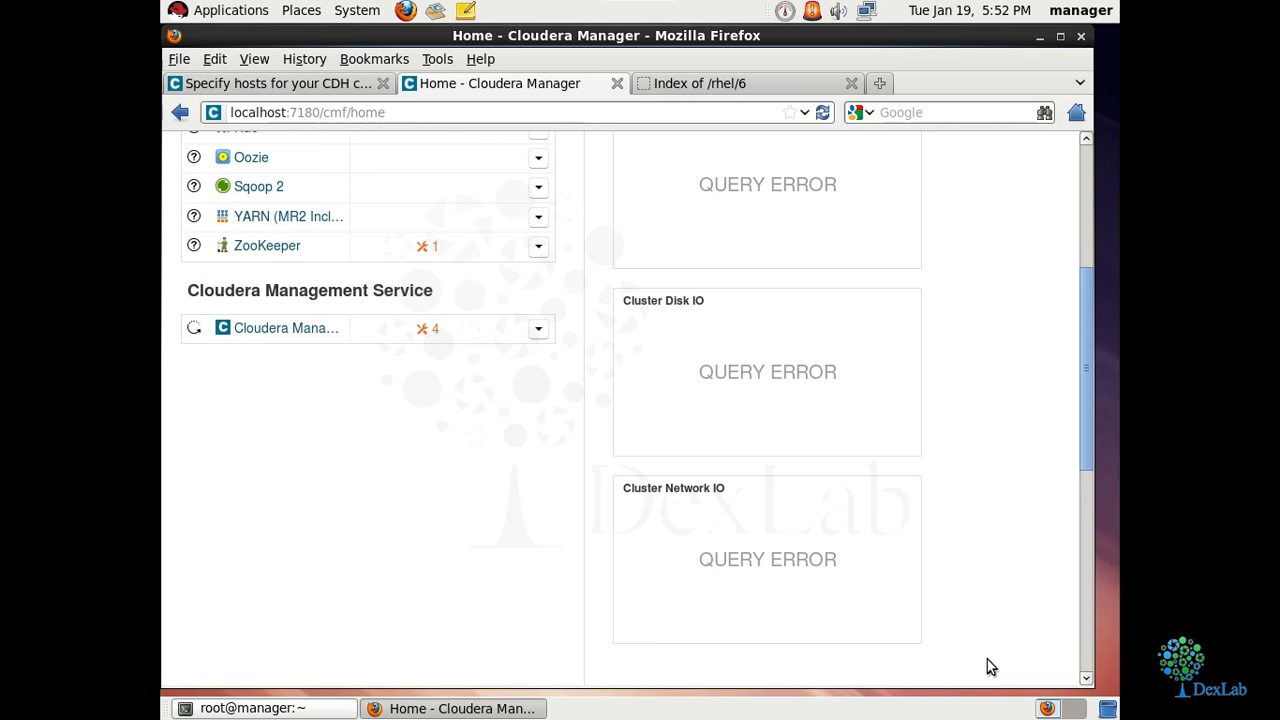 Applications Places System Tue Jan 19, 5:52 PM manager
Home - Cloudera Manager - Mozilla Firefox
File Edit View History Bookmarks Tools Help
Specify hosts for your CDH c... Home - Cloudera Manager Index of /rhel/6
localhost:7180/cmf/home Google
Oozie
Sqoop 2
YARN (MR2 Incl...
ZooKeeper 1
Cloudera Management Service
Cloudera Mana... 4
QUERY ERROR
Cluster Disk IO
QUERY ERROR
Cluster Network IO
QUERY ERROR
DexLab
root@manager:~ Home - Cloudera Man...
DexLab